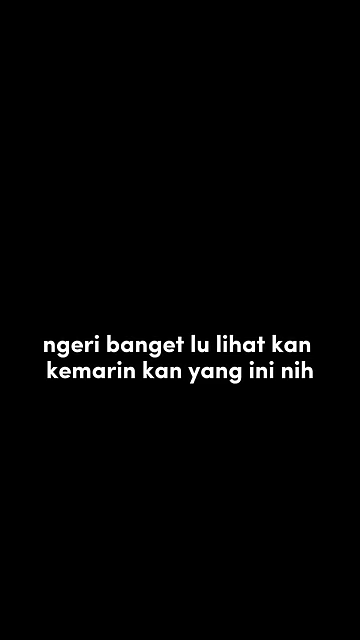 ngeri banget lu lihat kan
kemarin kan yang ini nih